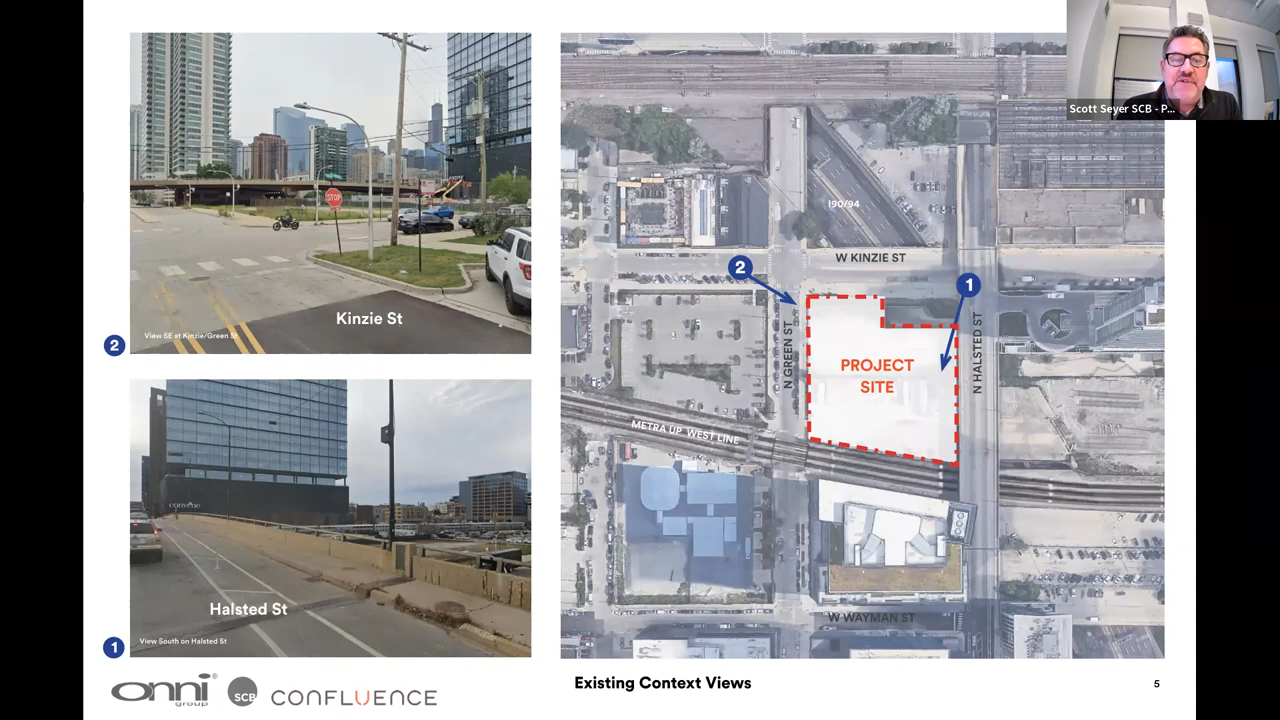 STOP
Kinzie St
View SE at Kinzie/Green St
2
convene
Halsted St
View South on Halsted St
1
I90/94
W KINZIE ST
2
1
N GREEN ST
N HALSTED ST
PROJECT
SITE
METRA UP WEST LINE
W WAYMAN ST
Scott Seyer SCB - P...
onni®
group
SCB
CONFLUENCE
Existing Context Views
5